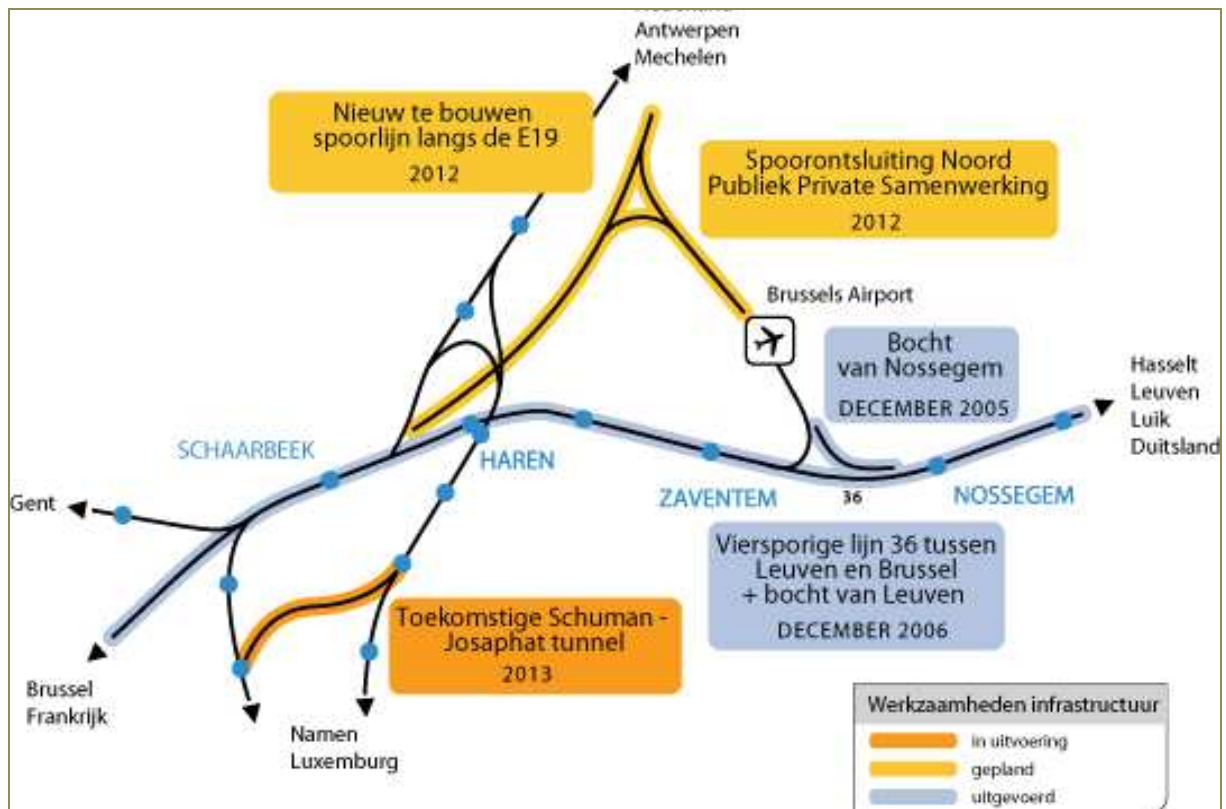 Antwerpen
Mechelen
Nieuw te bouwen
spoorlijn langs de E19
2012
Spoorontsluiting Noord
Publiek Private Samenwerking
2012
Brussels Airport
Bocht
van Nossegem
DECEMBER 2005
Hasselt
Leuven
Luik
Duitsland
SCHAARBEEK
HAREN
ZAVENTEM
36
NOSSEGEM
Gent
Viersporige lijn 36 tussen
Leuven en Brussel
+ bocht van Leuven
DECEMBER 2006
Toekomstige Schuman -
Josaphat tunnel
2013
Brussel
Frankrijk
Namen
Luxemburg
Werkzaamheden infrastructuur
in uitvoering
gepland
uitgevoerd